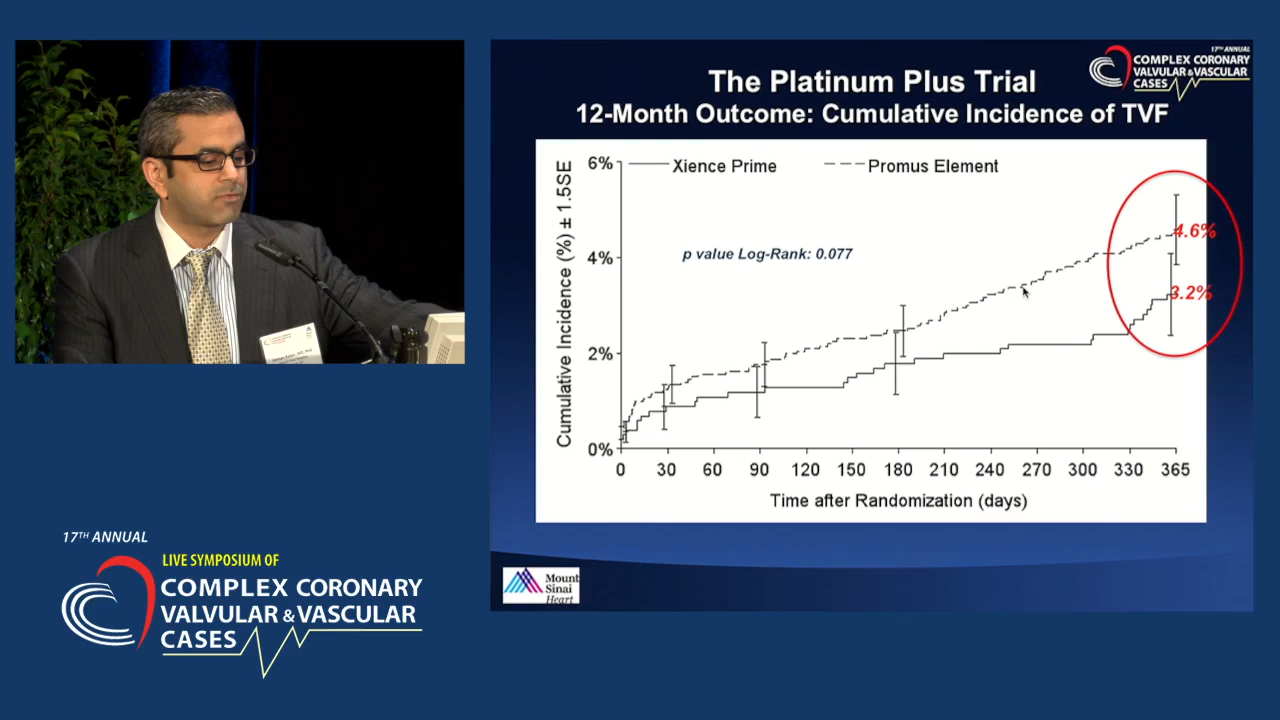 17TH ANNUAL
COMPLEX CORONARY
VALVULAR & VASCULAR
CASES
The Platinum Plus Trial
12-Month Outcome: Cumulative Incidence of TVF
Cumulative Incidence (%) ± 1.5SE
6%
4%
2%
0%
Xience Prime
Promus Element
p value Log-Rank: 0.077
4.6%
3.2%
0 30 60 90 120 150 180 210 240 270 300 330 365
Time after Randomization (days)
17TH ANNUAL
LIVE SYMPOSIUM OF
COMPLEX CORONARY
VALVULAR & VASCULAR
CASES
Mount
Sinai
Heart